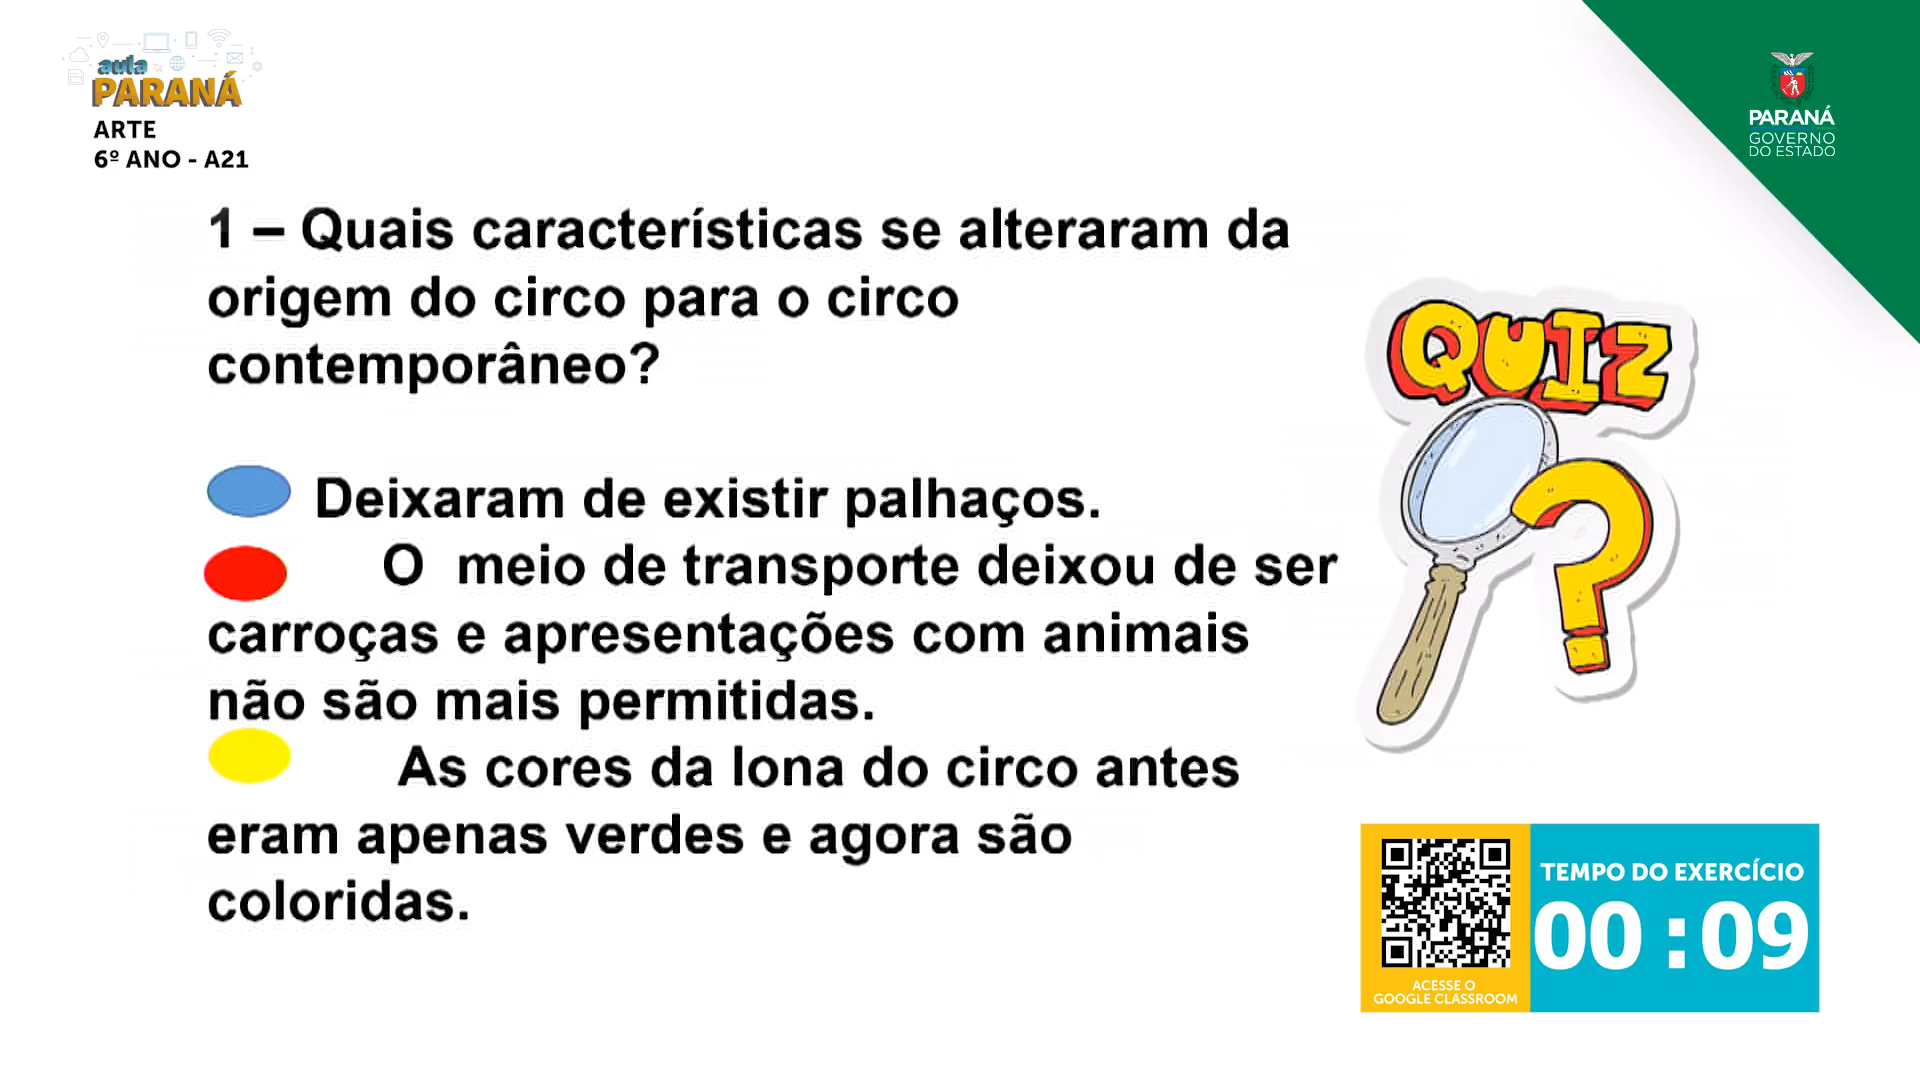 aula
PARANÁ
ARTE
6º ANO - A21
PARANÁ
GOVERNO
DO ESTADO
1 – Quais características se alteraram da
origem do circo para o circo
contemporâneo?
QUIZ
?
Deixaram de existir palhaços.
O meio de transporte deixou de ser
carroças e apresentações com animais
não são mais permitidas.
As cores da lona do circo antes
eram apenas verdes e agora são
coloridas.
TEMPO DO EXERCÍCIO
00 : 09
ACESSE O
GOOGLE CLASSROOM